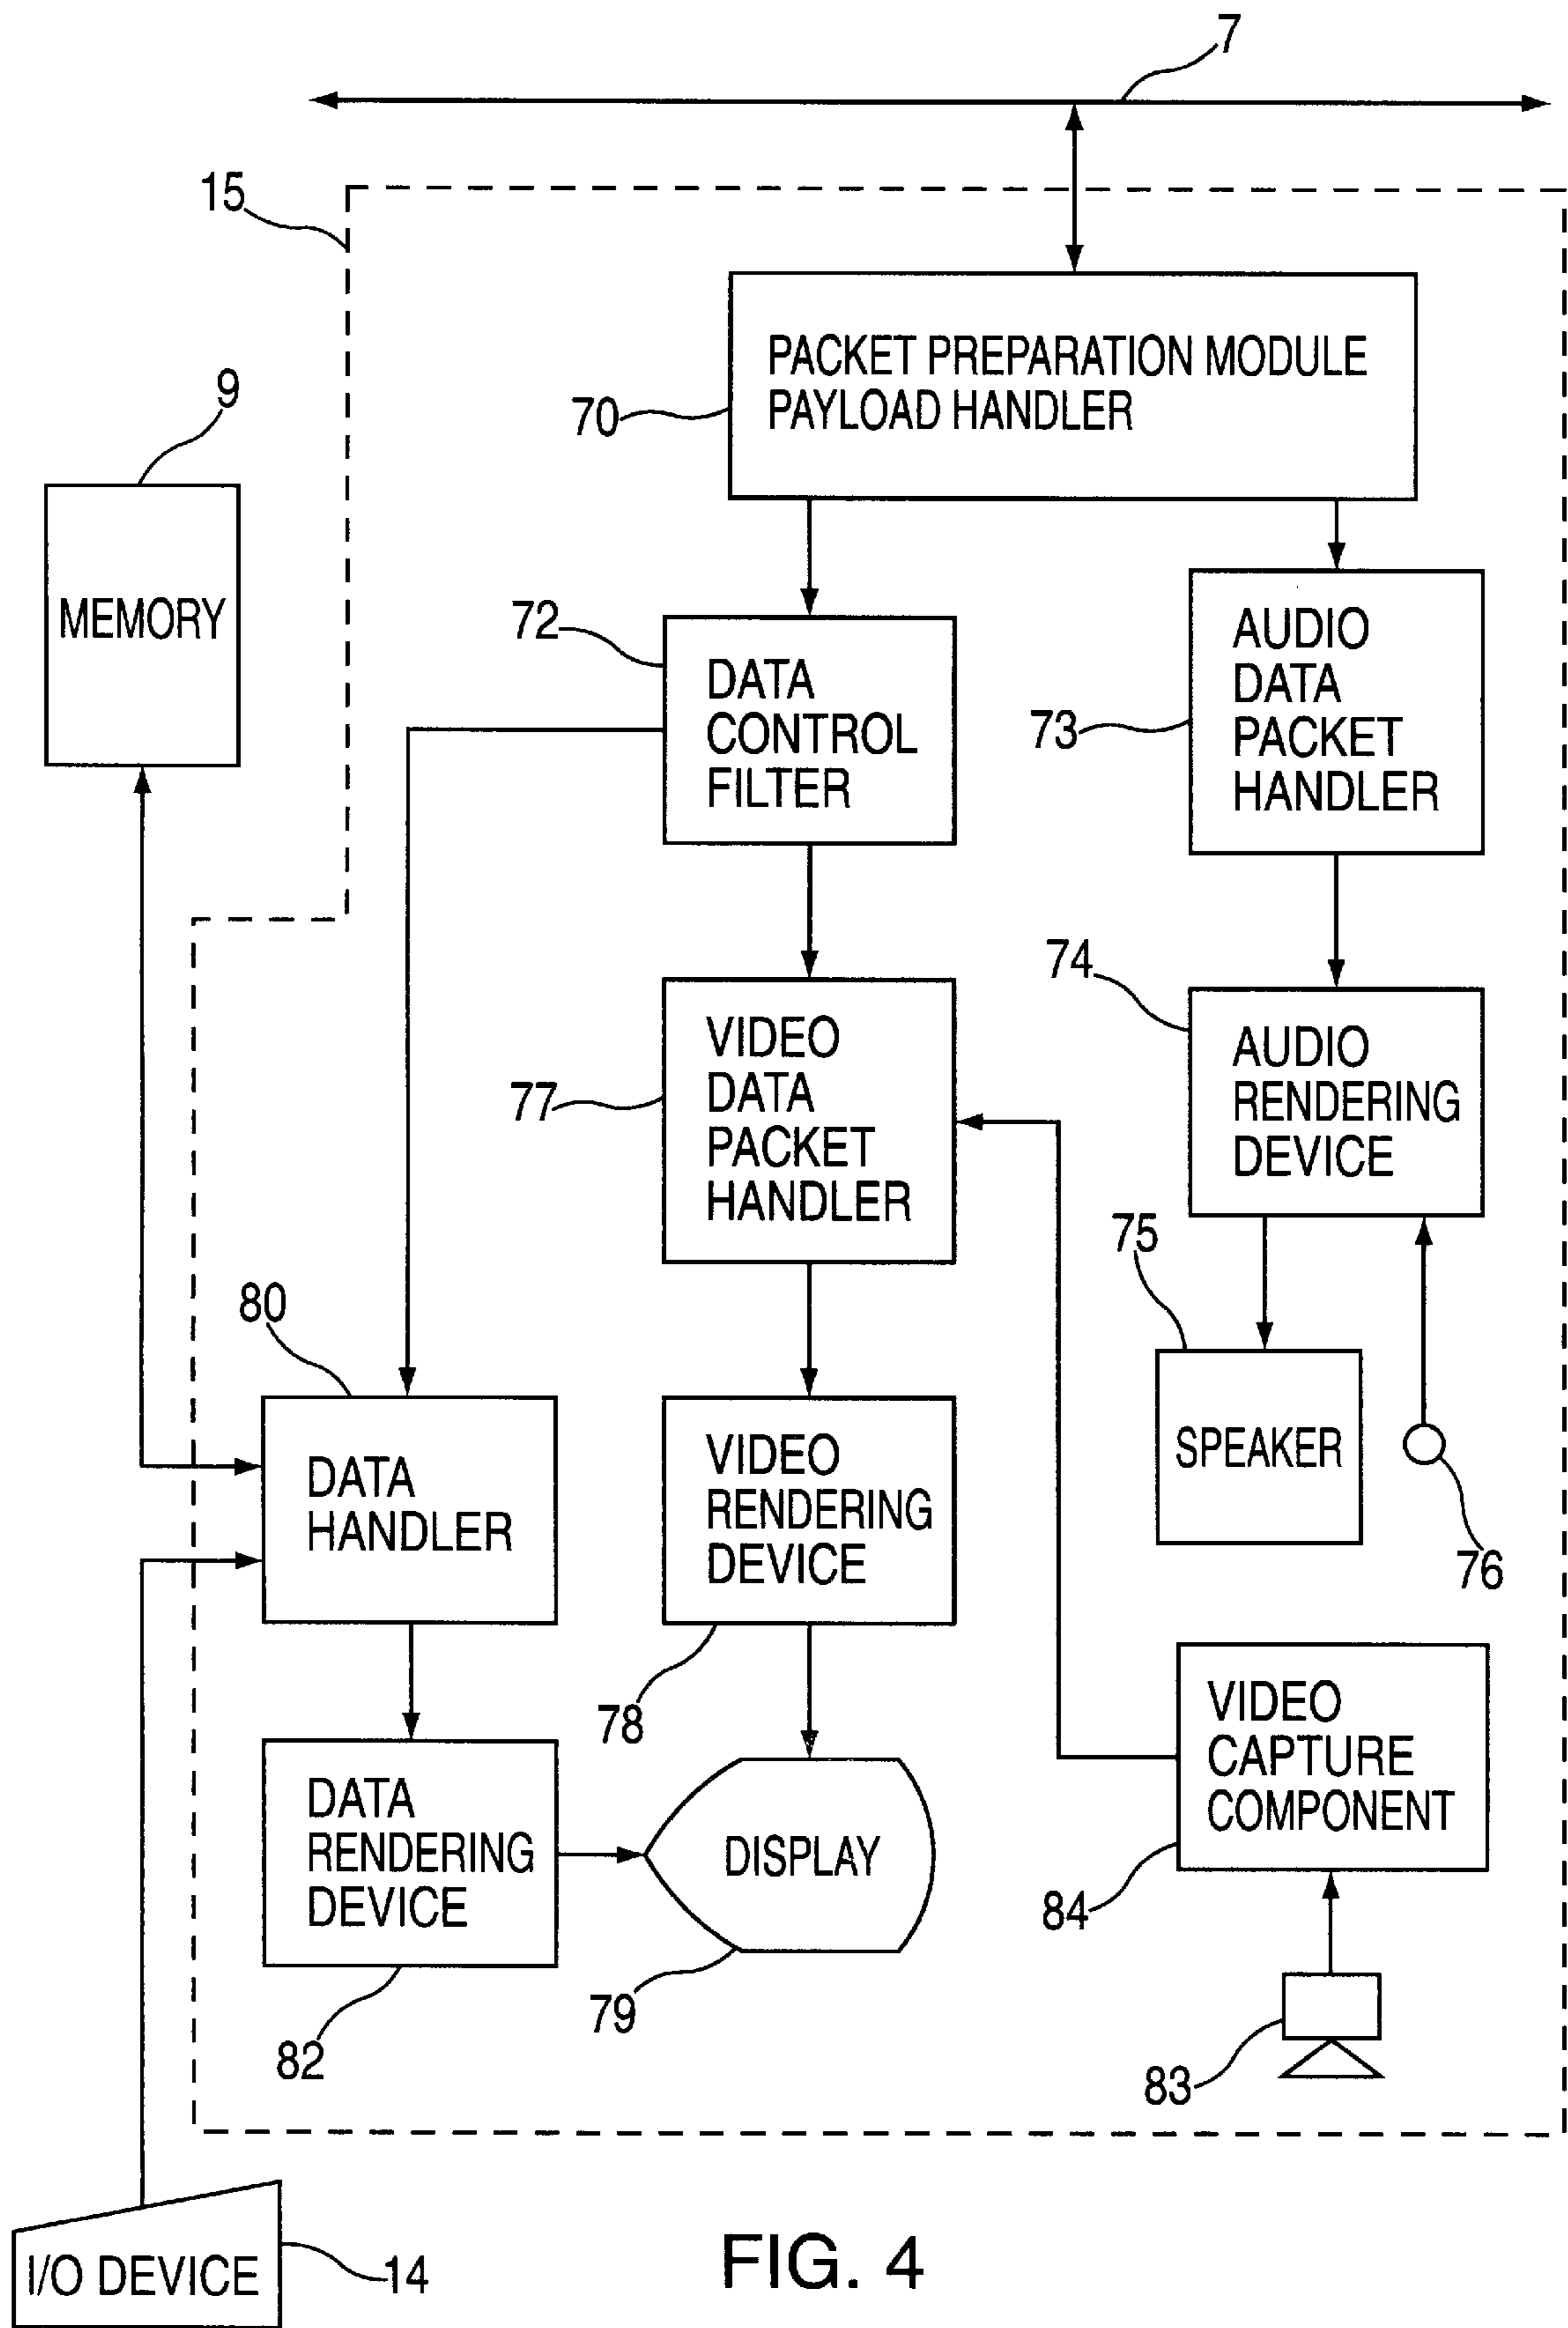 7
15
PACKET PREPARATION MODULE
PAYLOAD HANDLER
70
9
MEMORY
72
DATA
CONTROL
FILTER
AUDIO
DATA
PACKET
HANDLER
73
VIDEO
DATA
PACKET
HANDLER
77
74
AUDIO
RENDERING
DEVICE
75
SPEAKER
76
80
DATA
HANDLER
VIDEO
RENDERING
DEVICE
78
DATA
RENDERING
DEVICE
82
DISPLAY
79
VIDEO
CAPTURE
COMPONENT
84
83
I/O DEVICE
14
FIG. 4